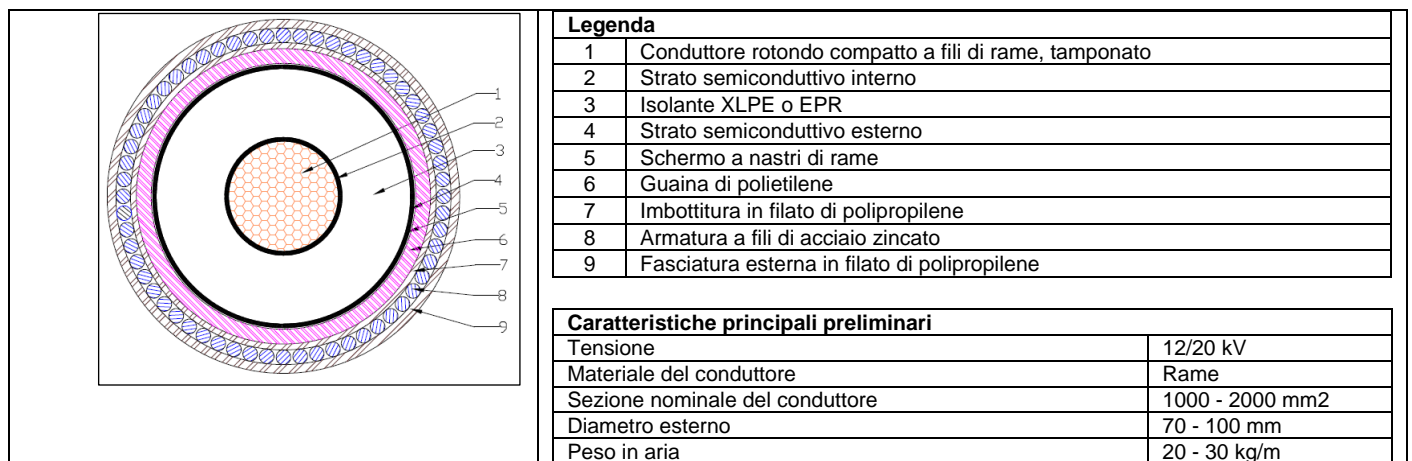 1
2
3
4
5
6
7
8
9
Legenda
1 Conduttore rotondo compatto a fili di rame, tamponato
2 Strato semiconduttivo interno
3 Isolante XLPE o EPR
4 Strato semiconduttivo esterno
5 Schermo a nastri di rame
6 Guaina di polietilene
7 Imbottitura in filato di polipropilene
8 Armatura a fili di acciaio zincato
9 Fasciatura esterna in filato di polipropilene
Caratteristiche principali preliminari
Tensione 12/20 kV
Materiale del conduttore Rame
Sezione nominale del conduttore 1000 - 2000 mm2
Diametro esterno 70 - 100 mm
Peso in aria 20 - 30 kg/m